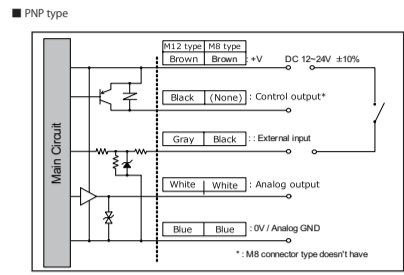 ■ PNP type
M12 type M8 type
Brown Brown : +V DC 12~24V ±10%
Black (None) : Control output*
Gray Black : : External input
Main Circuit
White White : Analog output
Blue Blue : 0V / Analog GND
* : M8 connector type doesn't have